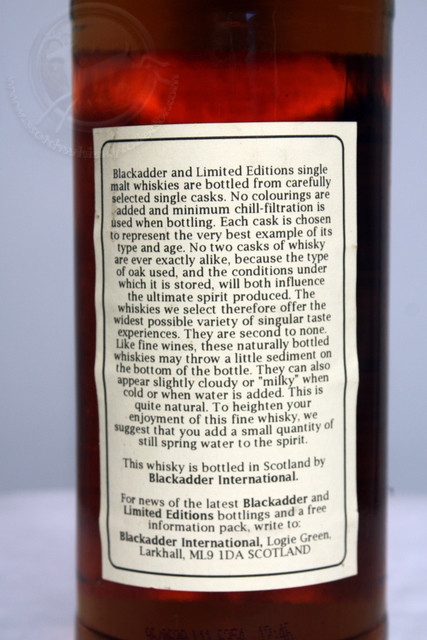 Blackadder and Limited Editions single
malt whiskies are bottled from carefully
selected single casks. No colourings are
added and minimum chill-filtration is
used when bottling. Each cask is chosen
to represent the very best example of its
type and age. No two casks of whisky
are ever exactly alike, because the type
of oak used, and the conditions under
which it is stored, will both influence
the ultimate spirit produced. The
whiskies we select therefore offer the
widest possible variety of singular taste
experiences. They are second to none.
Like fine wines, these naturally bottled
whiskies may throw a little sediment on
the bottom of the bottle. They can also
appear slightly cloudy or "milky" when
cold or when water is added. This is
quite natural. To heighten your
enjoyment of this fine whisky, we
suggest that you add a small quantity of
still spring water to the spirit.
This whisky is bottled in Scotland by
Blackadder International.
For news of the latest Blackadder and
Limited Editions bottlings and a free
information pack, write to:
Blackadder International, Logie Green,
Larkhall, ML9 1DA SCOTLAND